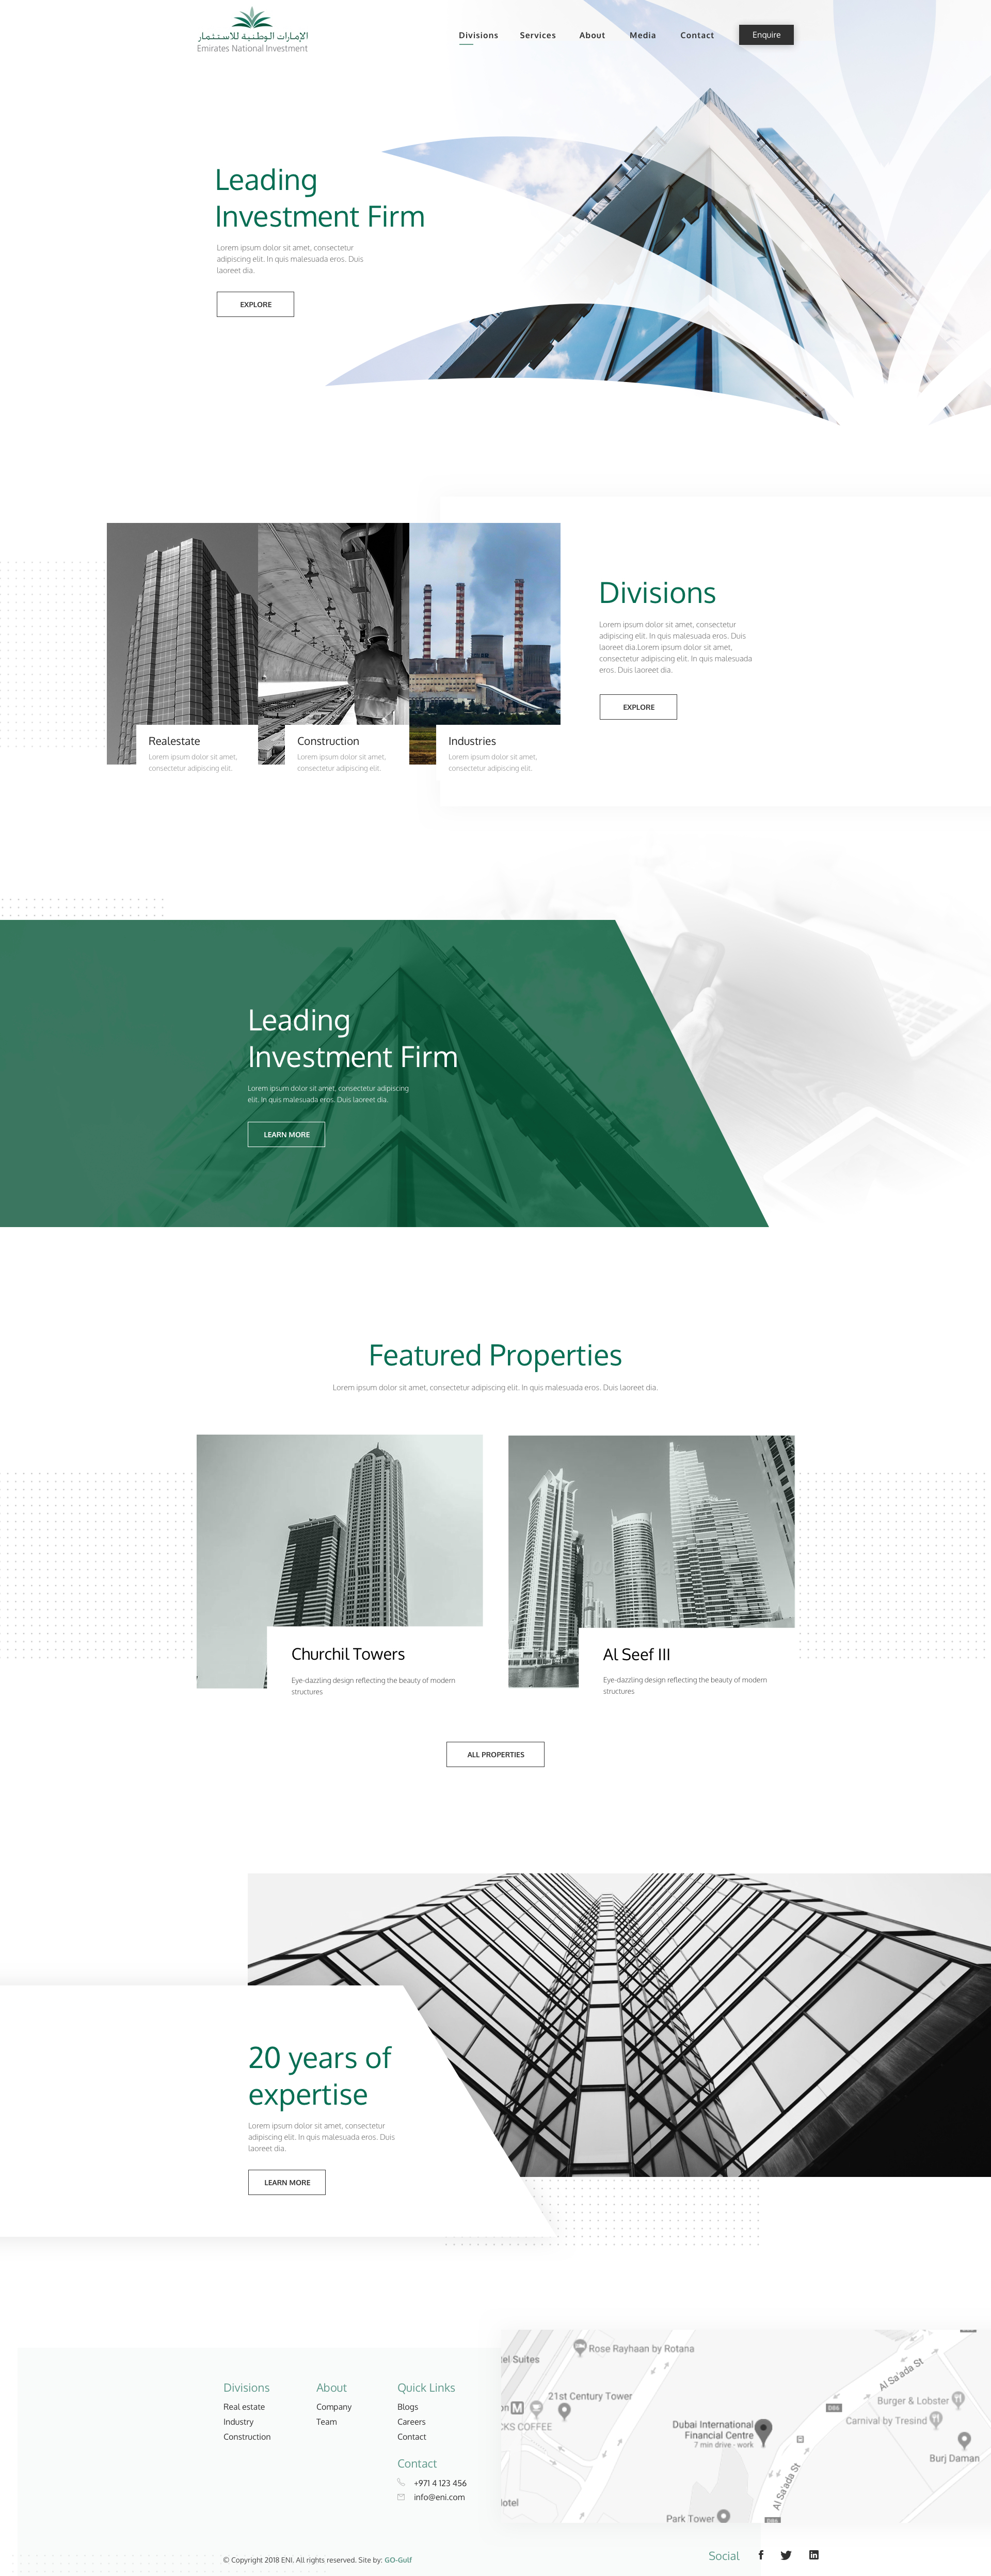 الإمارات الوطنية للاستثمار
Emirates National Investment
Divisions Services About Media Contact Enquire
Leading
Investment Firm
Lorem ipsum dolor sit amet, consectetur
adipiscing elit. In quis malesuada eros. Duis
laoreet dia.
EXPLORE
Divisions
Lorem ipsum dolor sit amet, consectetur
adipiscing elit. In quis malesuada eros. Duis
laoreet dia.Lorem ipsum dolor sit amet,
consectetur adipiscing elit. In quis malesuada
eros. Duis laoreet dia.
EXPLORE
Realestate
Lorem ipsum dolor sit amet,
consectetur adipiscing elit.
Construction
Lorem ipsum dolor sit amet,
consectetur adipiscing elit.
Industries
Lorem ipsum dolor sit amet,
consectetur adipiscing elit.
Leading
Investment Firm
Lorem ipsum dolor sit amet, consectetur adipiscing
elit. In quis malesuada eros. Duis laoreet dia.
LEARN MORE
Featured Properties
Lorem ipsum dolor sit amet, consectetur adipiscing elit. In quis malesuada eros. Duis laoreet dia.
Churchil Towers
Eye-dazzling design reflecting the beauty of modern
structures
Al Seef III
Eye-dazzling design reflecting the beauty of modern
structures
ALL PROPERTIES
20 years of
expertise
Lorem ipsum dolor sit amet, consectetur
adipiscing elit. In quis malesuada eros. Duis
laoreet dia.
LEARN MORE
Divisions
Real estate
Industry
Construction
About
Company
Team
Quick Links
Blogs
Careers
Contact
Contact
+971 4 123 456
info@eni.com
Rose Rayhaan by Rotana
el Suites
21st Century Tower
on M
CKS COFFEE
Dubai International
Financial Centre
7 min drive - work
Al Sa'ada St
Burger & Lobster
Carnival by Tresind
Burj Daman
Al Sa'ada St
otel
Park Tower
© Copyright 2018 ENI. All rights reserved. Site by: GO-Gulf
Social